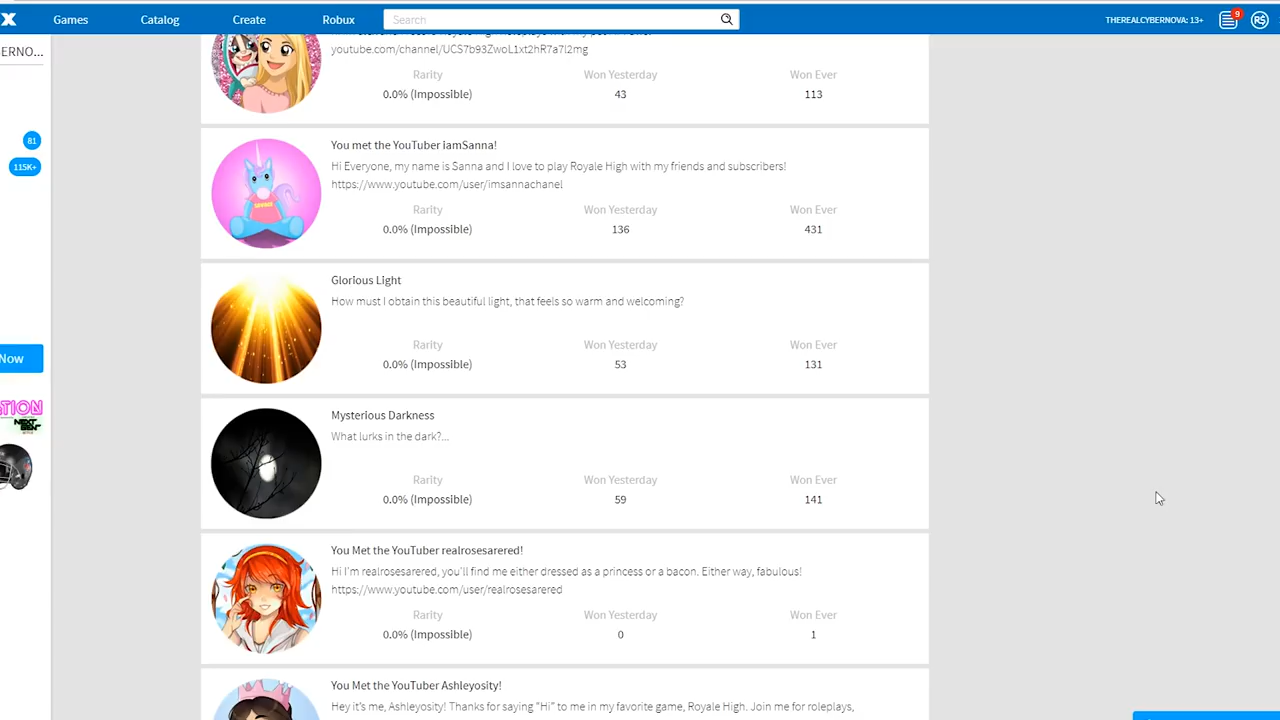 X Games Catalog Create Robux Search THEREALCYBERNOVA: 13+ 9 R$
ERNO...
81
115K+
Now
TION
NEXT
youtube.com/channel/UCS7b93ZwoL1xt2hR7a7l2mg
Rarity Won Yesterday Won Ever
0.0% (Impossible) 43 113
You met the YouTuber iamSanna!
Hi Everyone, my name is Sanna and I love to play Royale High with my friends and subscribers!
https://www.youtube.com/user/imsannachanel
Rarity Won Yesterday Won Ever
0.0% (Impossible) 136 431
Glorious Light
How must I obtain this beautiful light, that feels so warm and welcoming?
Rarity Won Yesterday Won Ever
0.0% (Impossible) 53 131
Mysterious Darkness
What lurks in the dark?...
Rarity Won Yesterday Won Ever
0.0% (Impossible) 59 141
You Met the YouTuber realrosesarered!
Hi I'm realrosesarered, you'll find me either dressed as a princess or a bacon. Either way, fabulous!
https://www.youtube.com/user/realrosesarered
Rarity Won Yesterday Won Ever
0.0% (Impossible) 0 1
You Met the YouTuber Ashleyosity!
Hey it's me, Ashleyosity! Thanks for saying "Hi" to me in my favorite game, Royale High. Join me for roleplays,